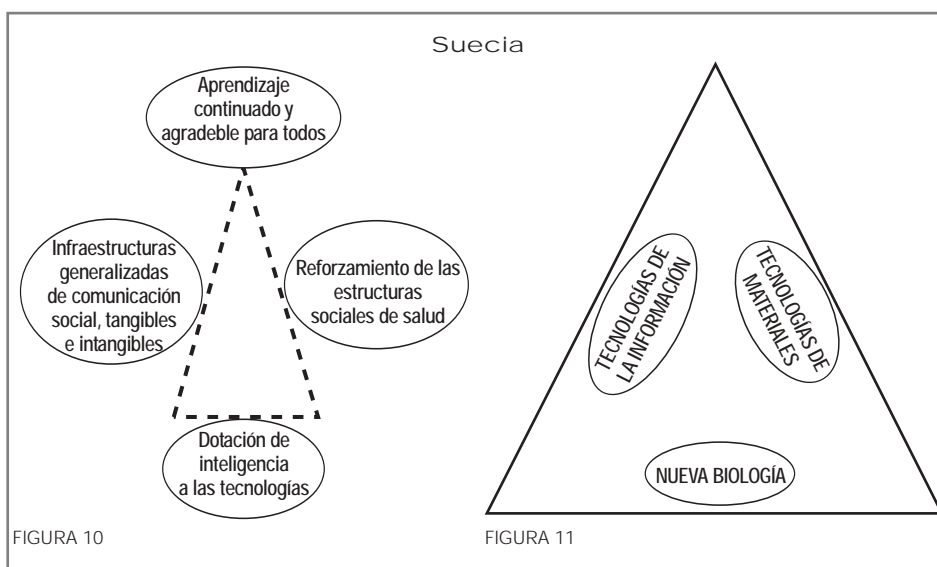 Suecia
Aprendizaje
continuado y
agradeble para todos
Infraestructuras
generalizadas
de comunicación
social, tangibles
e intangibles
Reforzamiento de las
estructuras
sociales de salud
Dotación de
inteligencia
a las tecnologías
FIGURA 10
TECNOLOGÍAS DE
LA INFORMACIÓN
TECNOLOGÍAS DE
MATERIALES
NUEVA BIOLOGÍA
FIGURA 11